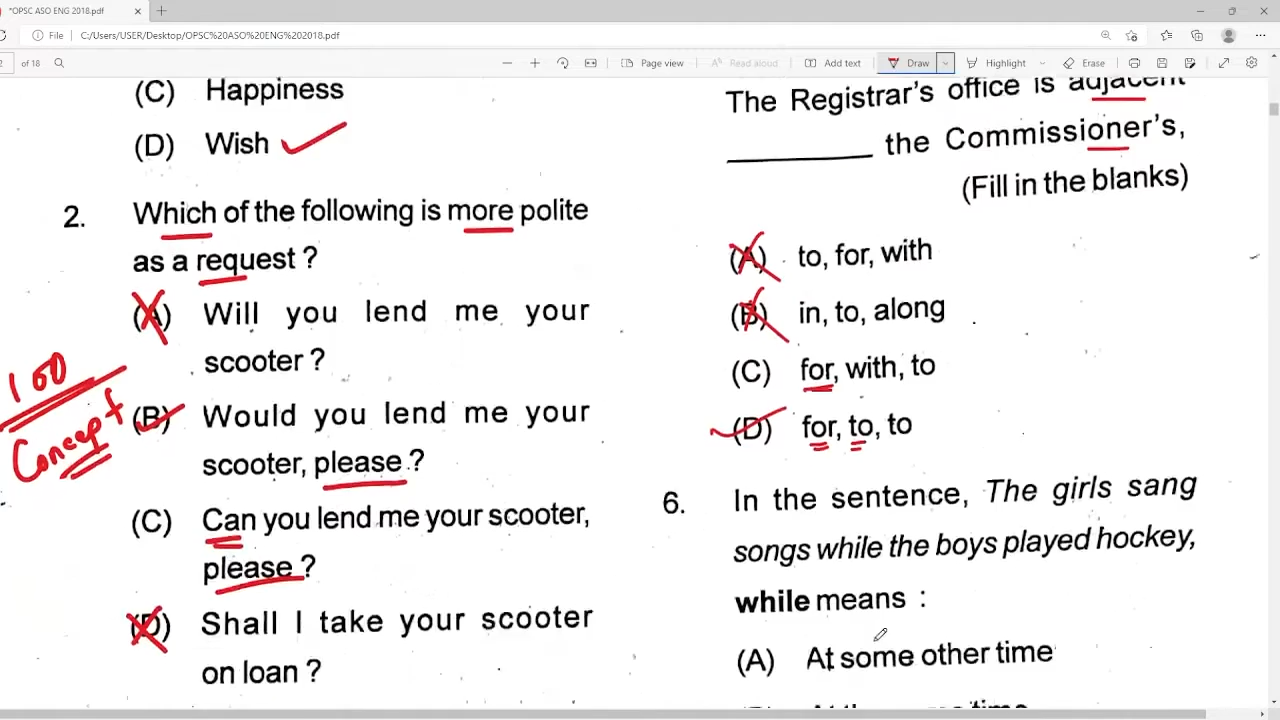 *OPSC ASO ENG 2018.pdf
File
C:/Users/USER/Desktop/OPSC%20ASO%20ENG%202018.pdf
2 of 18
Page view
Read aloud
Add text
Draw
Highlight
Erase
(C) Happiness
(D) Wish
2. Which of the following is more polite
as a request ?
(A) Will you lend me your
scooter ?
(B) Would you lend me your
scooter, please ?
(C) Can you lend me your scooter,
please ?
(D) Shall I take your scooter
on loan ?
100
Concept
The Registrar's office is adjacent
________ the Commissioner's,
(Fill in the blanks)
(A) to, for, with
(B) in, to, along
(C) for, with, to
(D) for, to, to
6. In the sentence, The girls sang
songs while the boys played hockey,
while means :
(A) At some other time